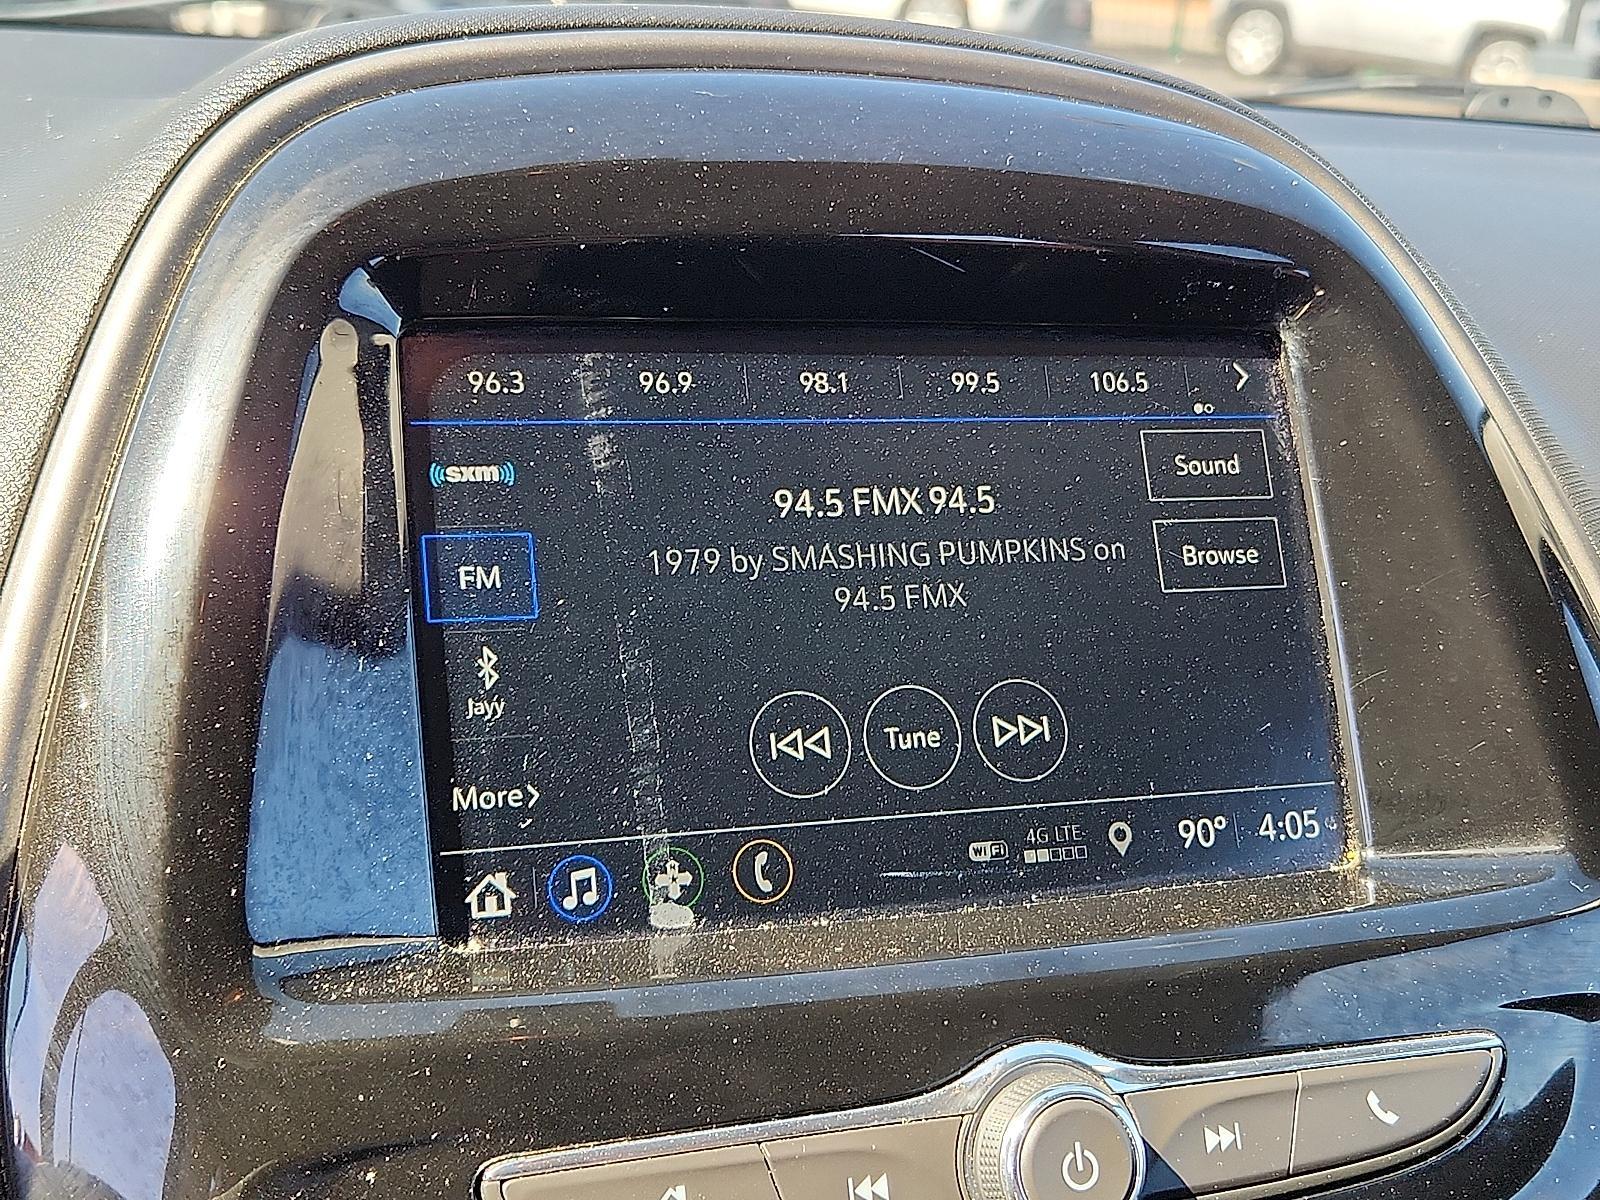 96.3 96.9 98.1 99.5 106.5
sxm
Sound
94.5 FMX 94.5
FM
1979 by SMASHING PUMPKINS on
94.5 FMX
Browse
Jayy
Tune
More
WiFi 4G LTE 90° 4:05